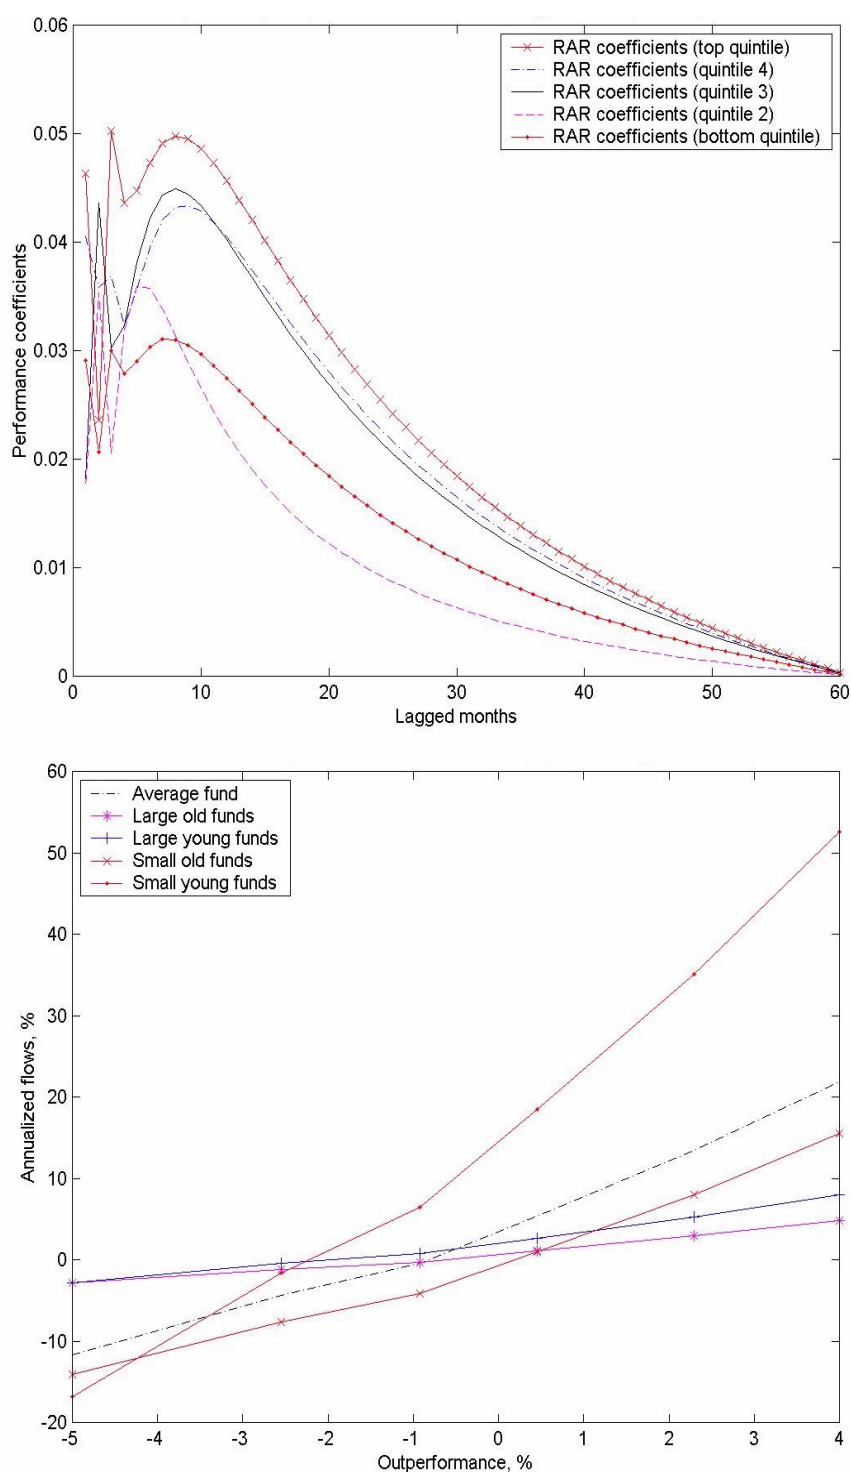 0.06
0.05
0.04
0.03
0.02
0.01
0
Performance coefficients
RAR coefficients (top quintile)
RAR coefficients (quintile 4)
RAR coefficients (quintile 3)
RAR coefficients (quintile 2)
RAR coefficients (bottom quintile)
0 10 20 30 40 50 60
Lagged months
60
50
40
30
20
10
0
-10
-20
Annualized flows, %
Average fund
Large old funds
Large young funds
Small old funds
Small young funds
-5 -4 -3 -2 -1 0 1 2 3 4
Outperformance, %